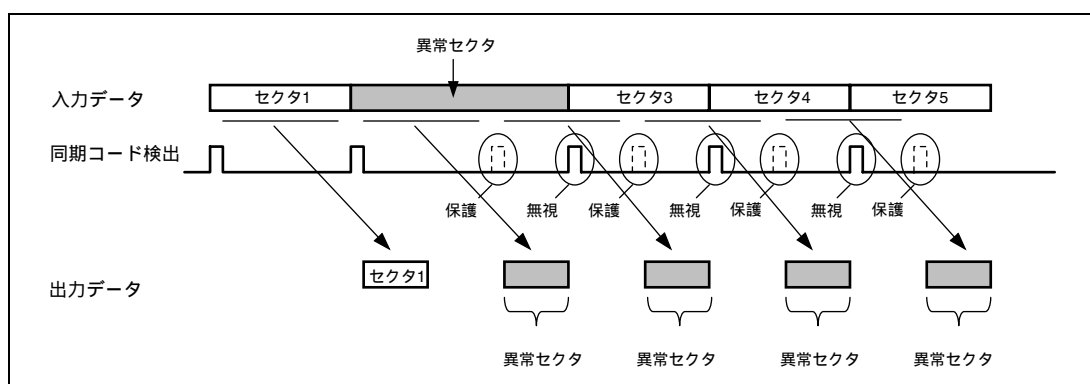 異常セクタ
入力データ
セクタ1
セクタ3
セクタ4
セクタ5
同期コード検出
保護
無視
保護
無視
保護
無視
保護
出力データ
セクタ1
異常セクタ
異常セクタ
異常セクタ
異常セクタ